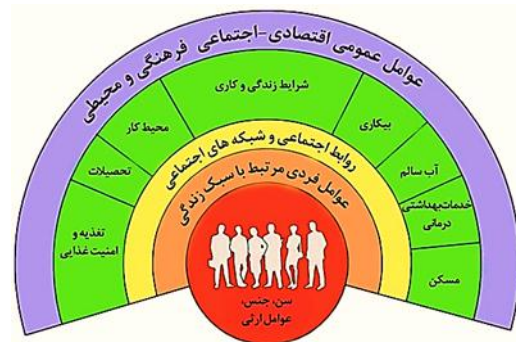 عوامل عمومی اقتصادی-اجتماعی فرهنگی و محیطی
شرایط زندگی و کاری
بیکاری
محیط کار
آب سالم
تحصیلات
خدمات بهداشتی
درمانی
تغذیه و
امنیت غذایی
مسکن
روابط اجتماعی و شبکه های اجتماعی
عوامل فردی مرتبط با سبک زندگی
سن، جنس،
عوامل ارثی